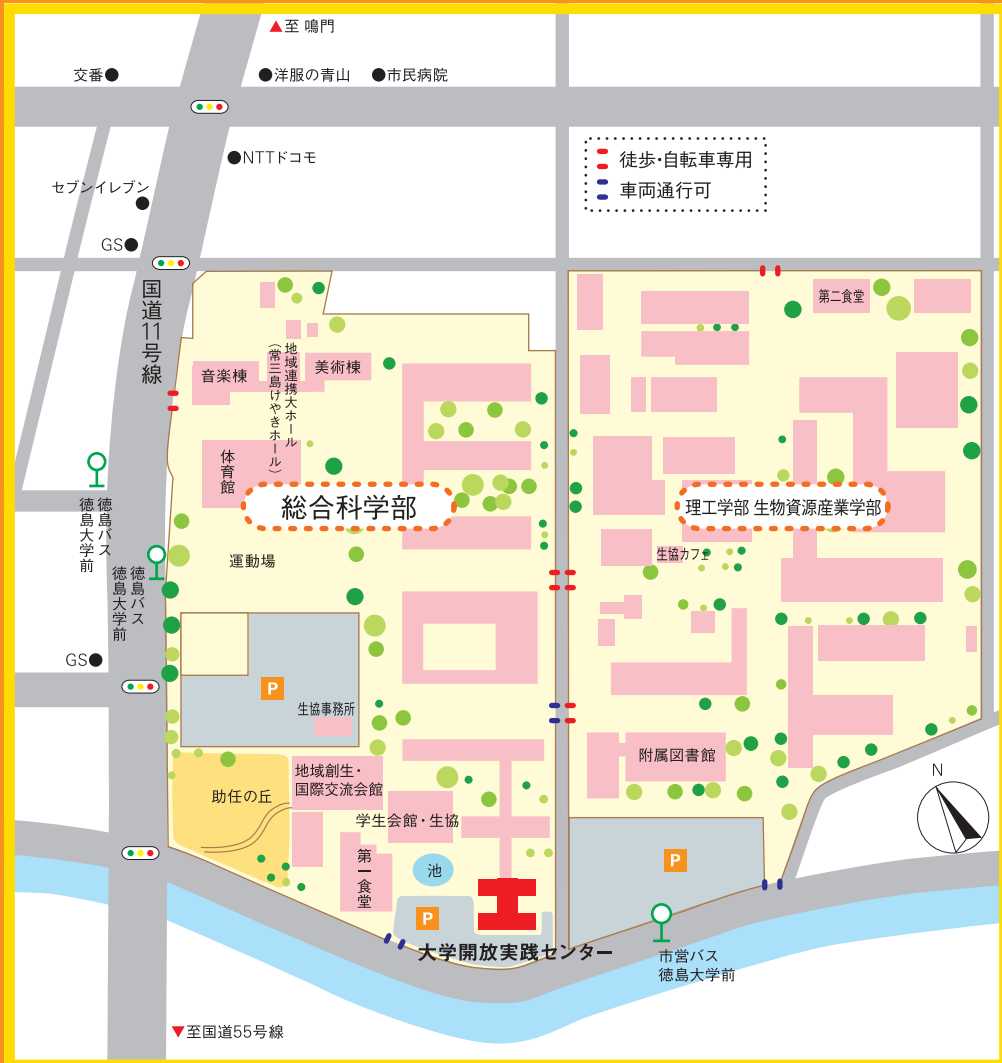 至 鳴門
交番
洋服の青山
市民病院
NTTドコモ
徒歩・自転車専用
車両通行可
セブンイレブン
GS
国道11号線
第二食堂
音楽棟
地域連携大ホール
（常三島けやきホール）
美術棟
体育館
総合科学部
理工学部 生物資源産業学部
徳島バス
徳島大学前
運動場
生協カフェ
徳島バス
徳島大学前
GS
P
生協事務所
附属図書館
地域創生・
国際交流会館
助任の丘
学生会館・生協
N
第一食堂
池
P
P
大学開放実践センター
市営バス
徳島大学前
至国道55号線